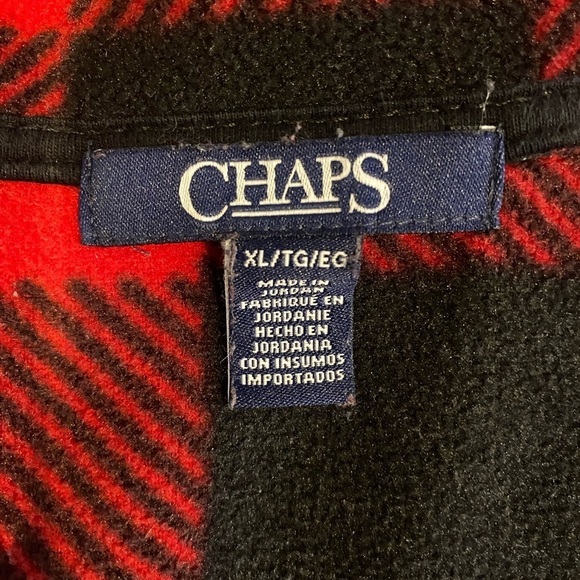 CHAPS
XL/TG/EG
MADE IN
JORDAN
FABRIQUÉ EN
JORDANIE
HECHO EN
JORDANIA
CON INSUMOS
IMPORTADOS